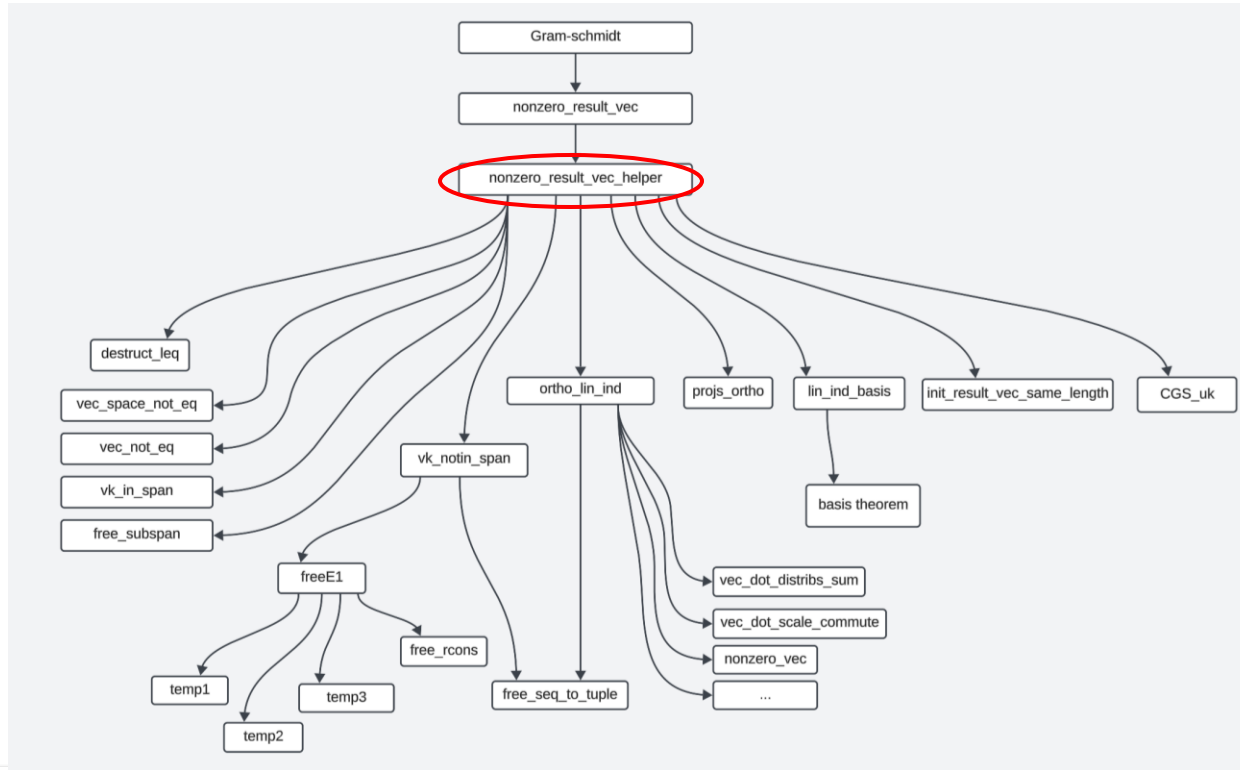 Gram-schmidt
nonzero_result_vec
nonzero_result_vec_helper
destruct_leq
vec_space_not_eq
vec_not_eq
vk_in_span
free_subspan
vk_notin_span
ortho_lin_ind
projs_ortho
lin_ind_basis
init_result_vec_same_length
CGS_uk
basis theorem
freeE1
free_rcons
temp1
temp2
temp3
free_seq_to_tuple
vec_dot_distribs_sum
vec_dot_scale_commute
nonzero_vec
...